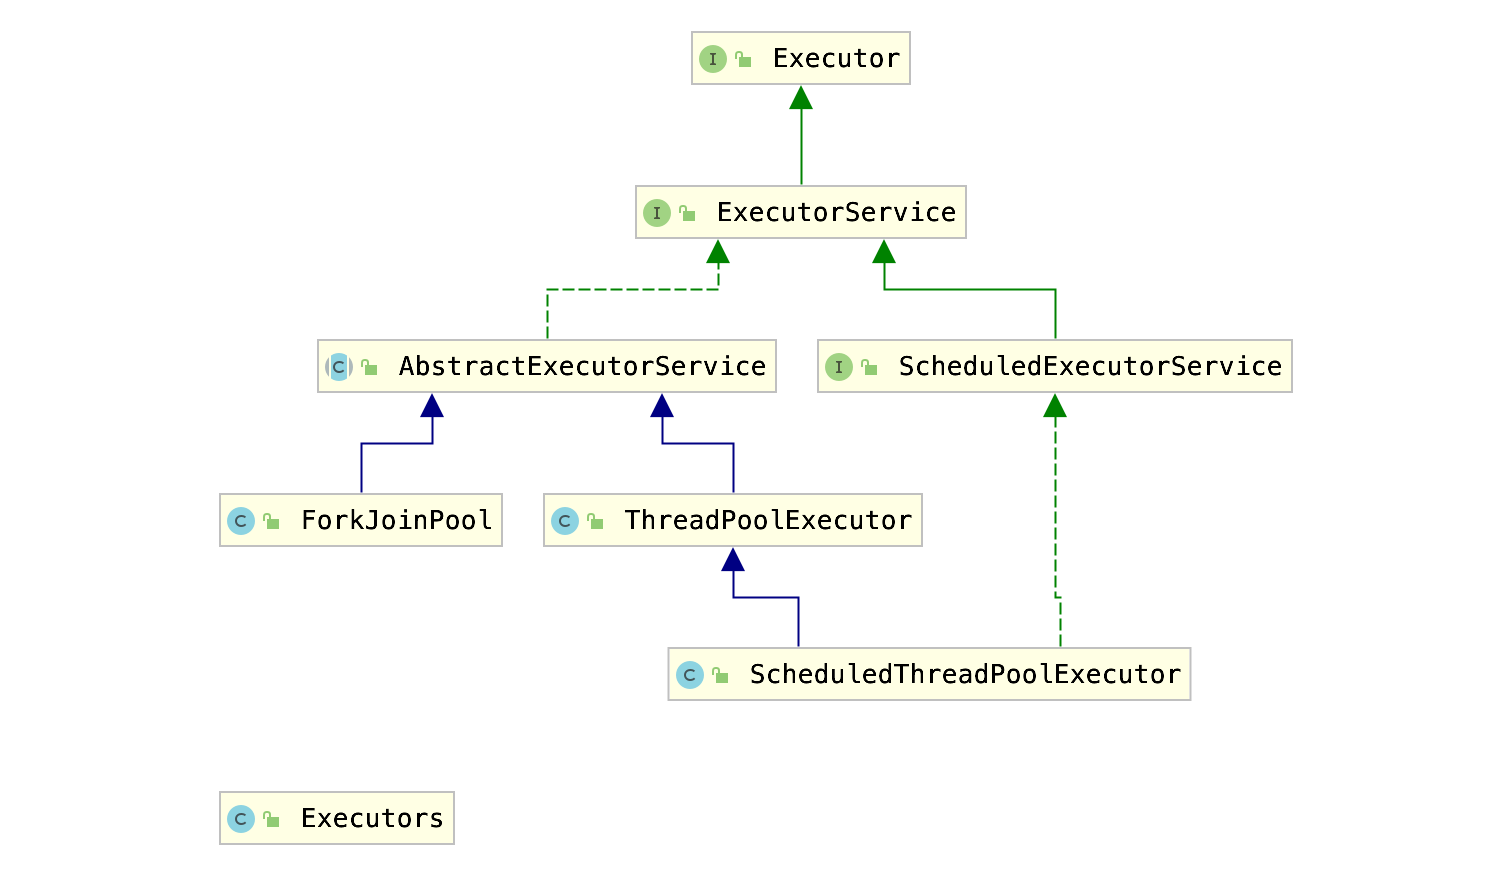 I Executor
I ExecutorService
C AbstractExecutorService
I ScheduledExecutorService
C ForkJoinPool
C ThreadPoolExecutor
C ScheduledThreadPoolExecutor
C Executors